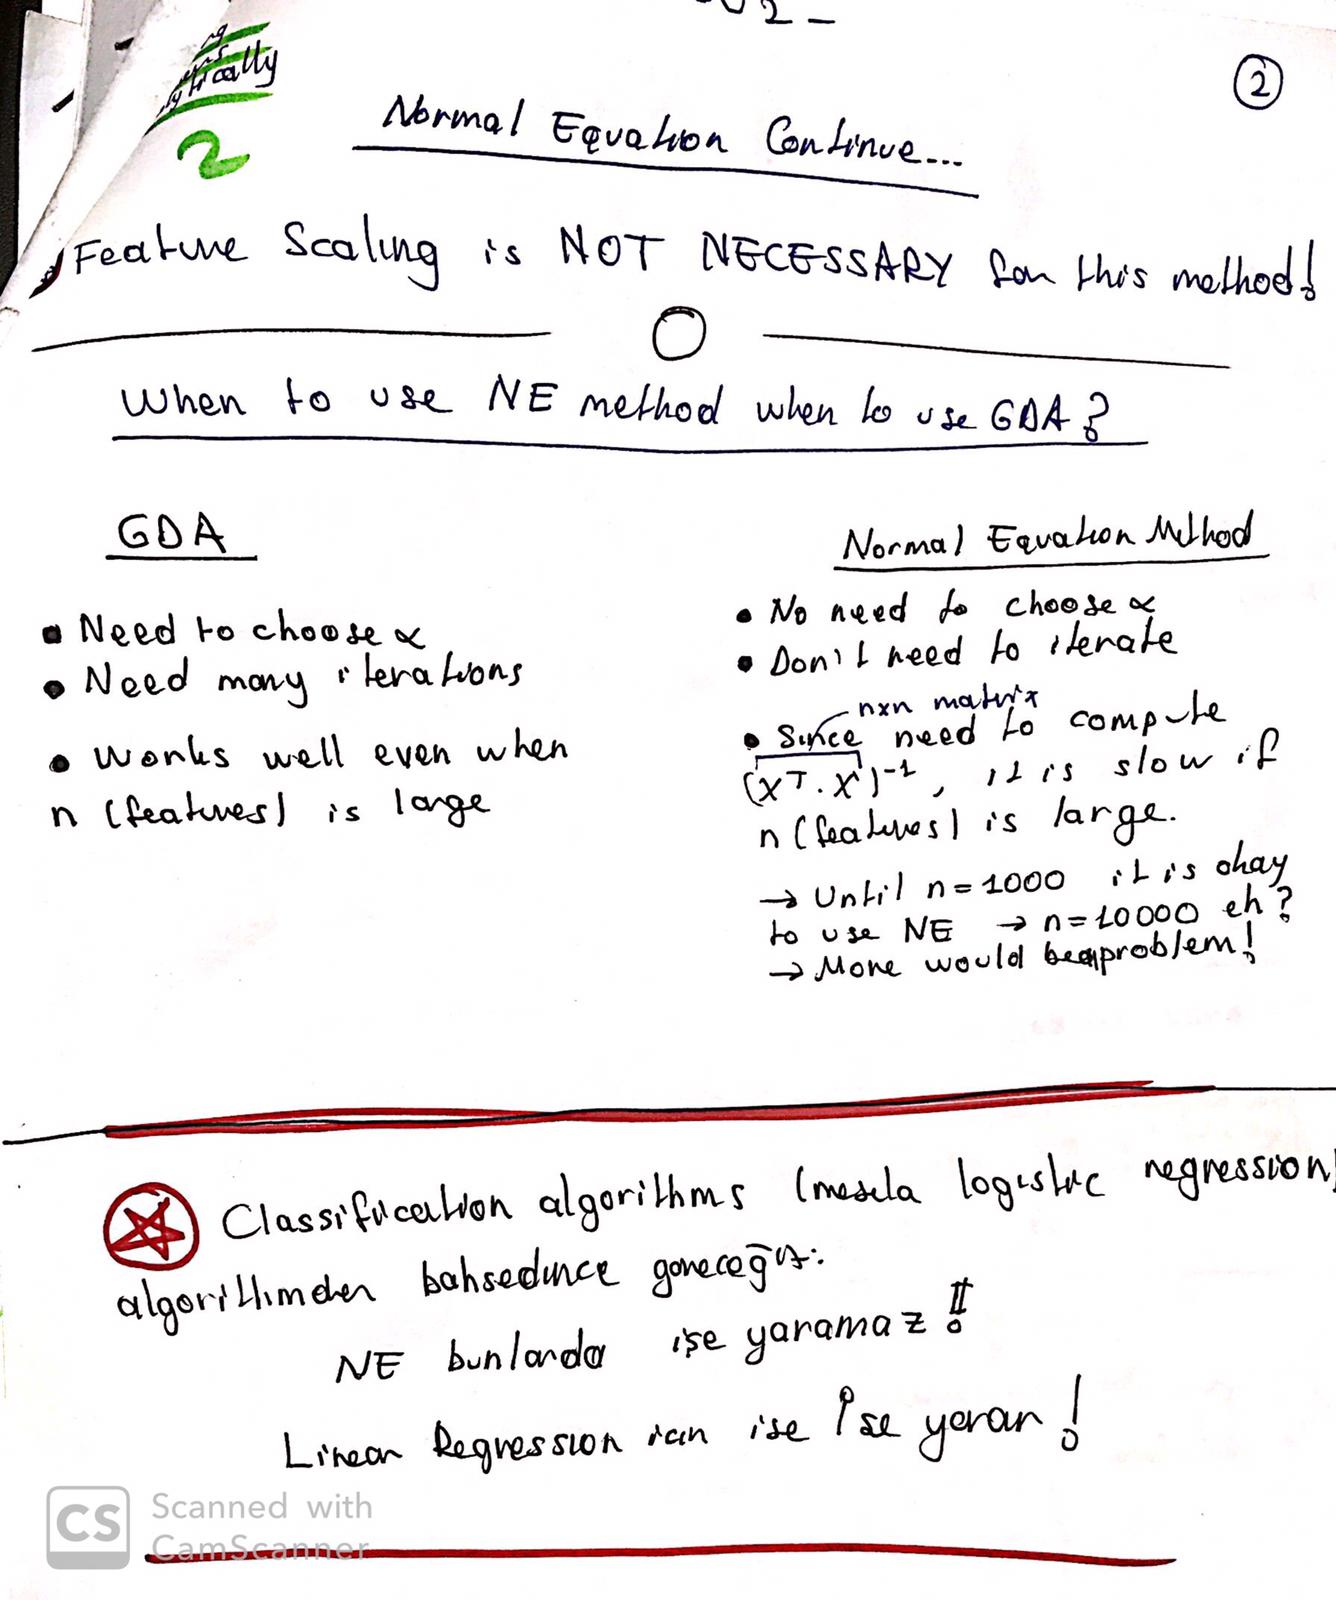 2
Normal Equation Continue...
Feature Scaling is NOT NECESSARY for this method!
When to use NE method when to use GDA?
GDA
• Need to choose α
• Need many iterations
• Works well even when
n (features) is large
Normal Equation Method
• No need to choose α
• Don't need to iterate
nxn matrix
• Since need to compute
(X^T.X)^-1, it is slow if
n (features) is large.
→ Until n=1000 it is okay
to use NE → n=10000 eh?
→ More would be a problem!
Classification algorithms (mesela logistic regression)
algorithmden bahsedince göreceğiz:
NE bunlarda işe yaramaz!!
Linear Regression için ise İşe yarar!
2
CS Scanned with
CamScanner